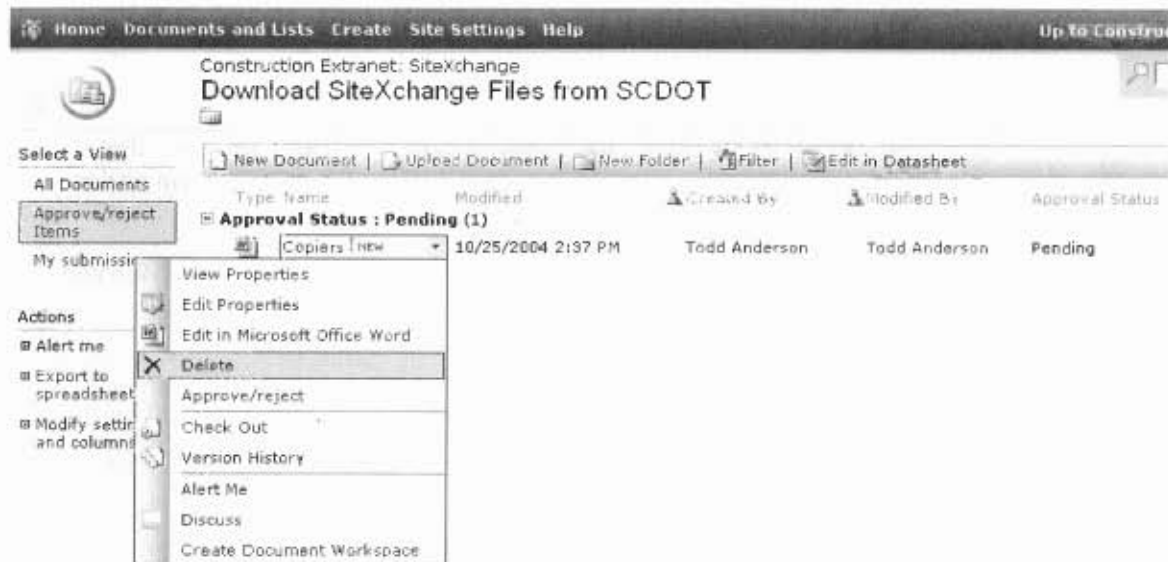 Home Documents and Lists Create Site Settings Help Up to Construc
Construction Extranet: SiteXchange
Download SiteXchange Files from SCDOT
Select a View
All Documents
Approve/reject
Items
My submissio
Actions
Alert me
Export to
spreadsheet
Modify settin
and columns
New Document | Upload Document | New Folder | Filter | Edit in Datasheet
Type Name Modified Created By Modified By Approval Status
Approval Status : Pending (1)
Copiers ! NEW 10/25/2004 2:37 PM Todd Anderson Todd Anderson Pending
View Properties
Edit Properties
Edit in Microsoft Office Word
Delete
Approve/reject
Check Out
Version History
Alert Me
Discuss
Create Document Workspace